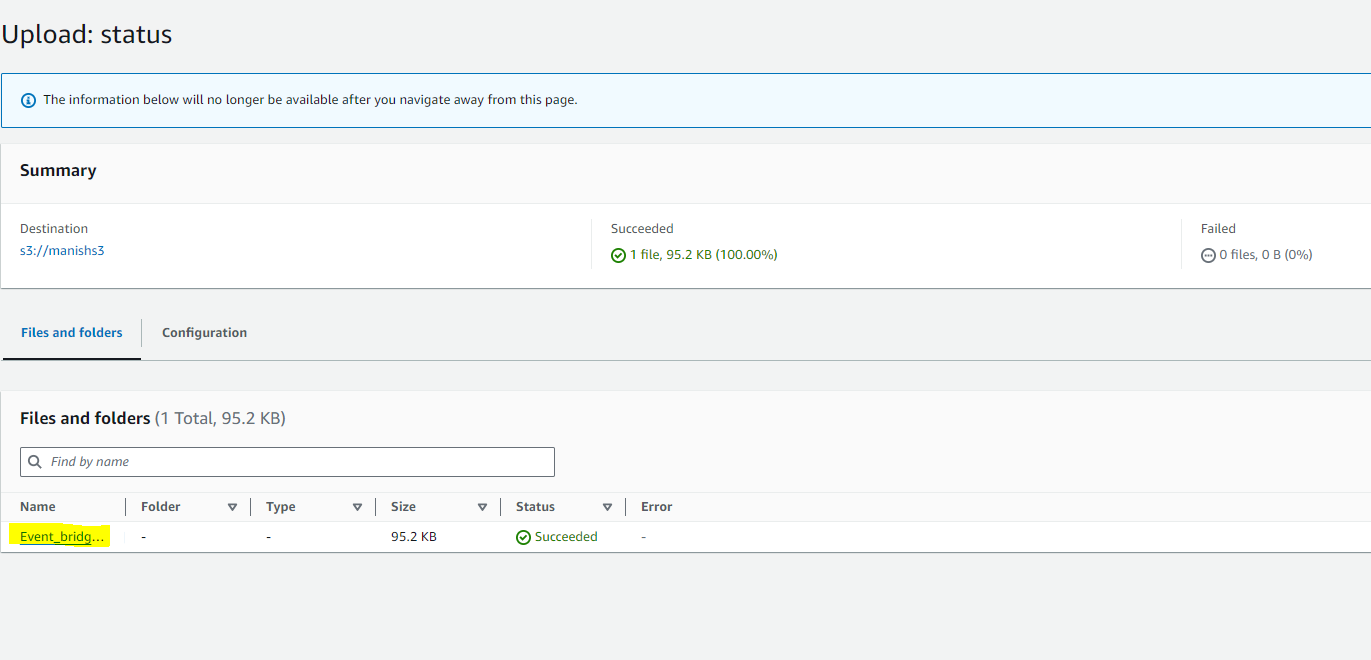 Upload: status
The information below will no longer be available after you navigate away from this page.
Summary
Destination
s3://manishs3
Succeeded
1 file, 95.2 KB (100.00%)
Failed
0 files, 0 B (0%)
Files and folders
Configuration
Files and folders (1 Total, 95.2 KB)
Find by name
Name Folder Type Size Status Error
Event_bridg... - - 95.2 KB Succeeded -